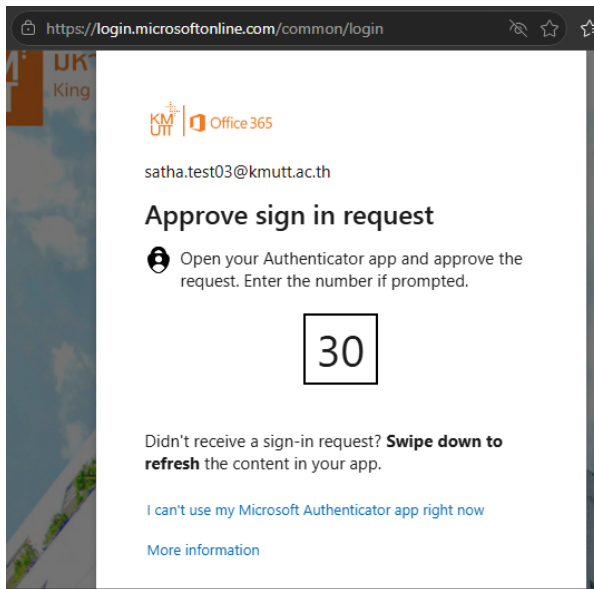 https://login.microsoftonline.com/common/login
King
KM
UTT
Office 365
satha.test03@kmutt.ac.th
Approve sign in request
Open your Authenticator app and approve the
request. Enter the number if prompted.
30
Didn't receive a sign-in request? Swipe down to
refresh the content in your app.
I can't use my Microsoft Authenticator app right now
More information